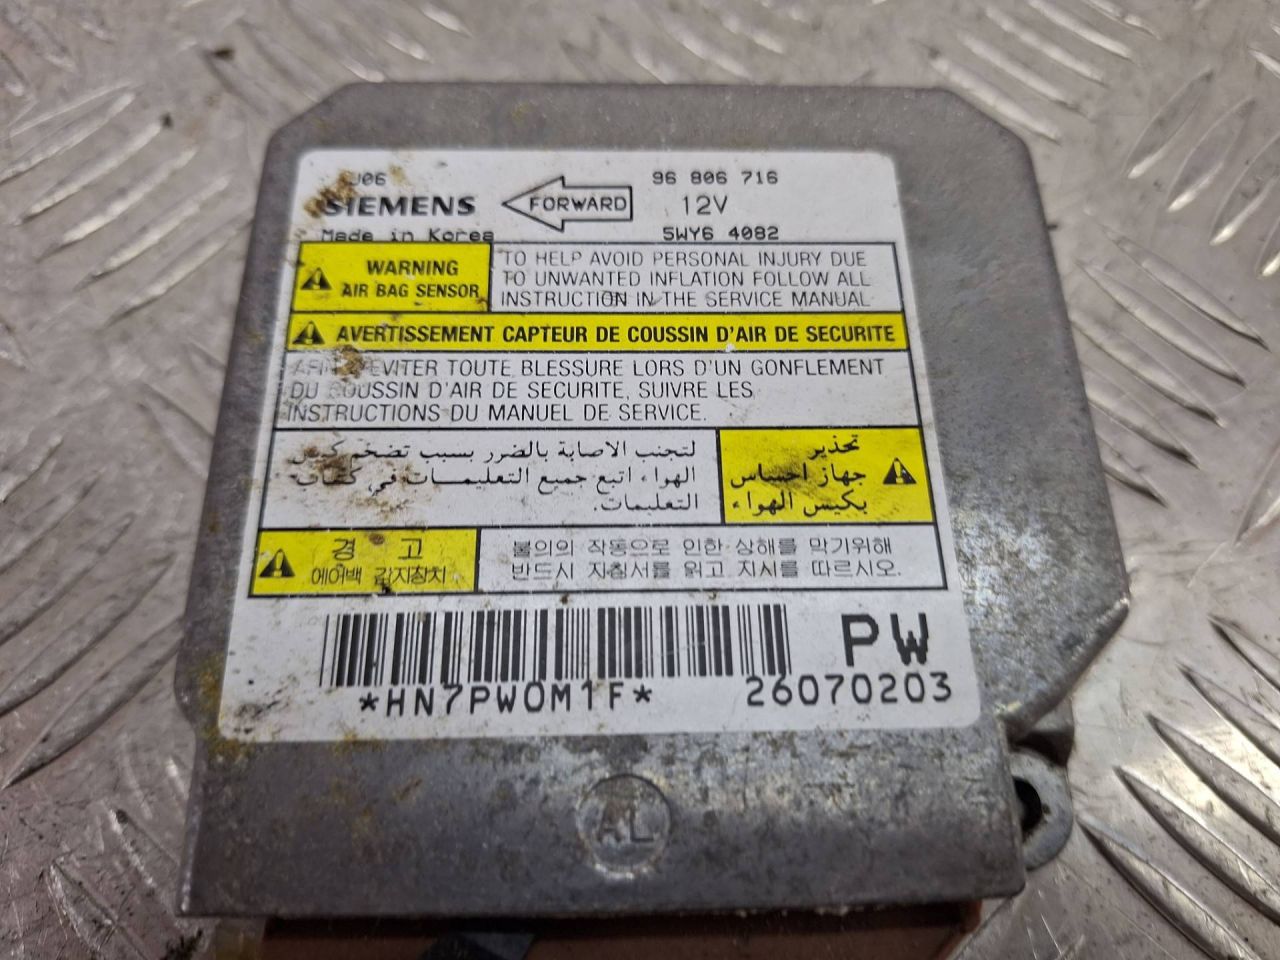 J06
96 806 716
SIEMENS
FORWARD
12V
Made in Korea
5WY6 4082
WARNING
AIR BAG SENSOR
TO HELP AVOID PERSONAL INJURY DUE
TO UNWANTED INFLATION FOLLOW ALL
INSTRUCTION IN THE SERVICE MANUAL
AVERTISSEMENT CAPTEUR DE COUSSIN D'AIR DE SECURITE
EVITER TOUTE BLESSURE LORS D'UN GONFLEMENT
DU COUSSIN D'AIR DE SECURITE, SUIVRE LES
INSTRUCTIONS DU MANUEL DE SERVICE.
تحذير
جهاز احساس
بكيس الهواء
لتجنب الاصابة بالضرر بسبب تضخم كيس
الهواء اتبع جميع التعليمات في كتاب
التعليمات.
경 고
에어백 감지장치
불의의 작동으로 인한 상해를 막기위해
반드시 지침서를 읽고 지시를 따르시오.
PW
*HN7PW0M1F*
26070203
AL